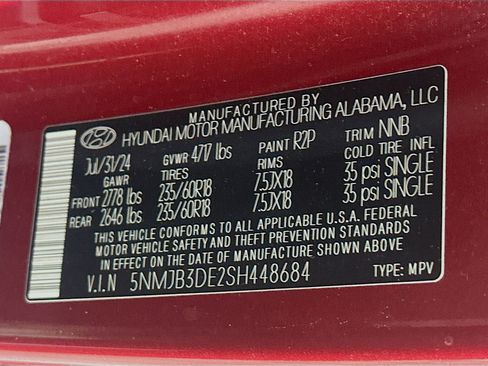 MANUFACTURED BY
HYUNDAI MOTOR MANUFACTURING ALABAMA, LLC
Jul/31/24 GVWR 4717 lbs PAINT R2P TRIM NNB
GAWR TIRES RIMS COLD TIRE INFL
FRONT 2778 lbs 235/60R18 7.5JX18 35 psi SINGLE
REAR 2646 lbs 235/60R18 7.5JX18 35 psi SINGLE
THIS VEHICLE CONFORMS TO ALL APPLICABLE U.S.A. FEDERAL
MOTOR VEHICLE SAFETY AND THEFT PREVENTION STANDARDS
IN EFFECT ON THE DATE OF MANUFACTURE SHOWN ABOVE.
V.I.N 5NMJB3DE2SH448684 TYPE: MPV